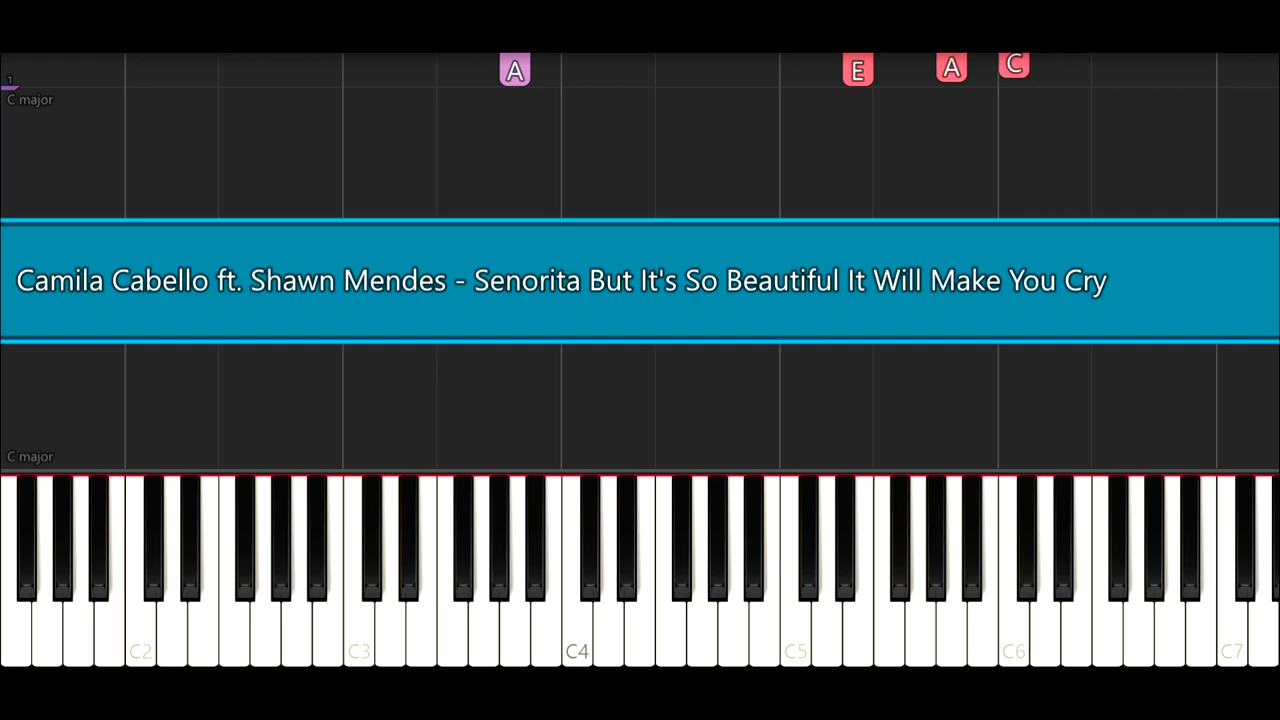 A E A C
1
C major
Camila Cabello ft. Shawn Mendes - Senorita But It's So Beautiful It Will Make You Cry
C major
C2 C3 C4 C5 C6 C7